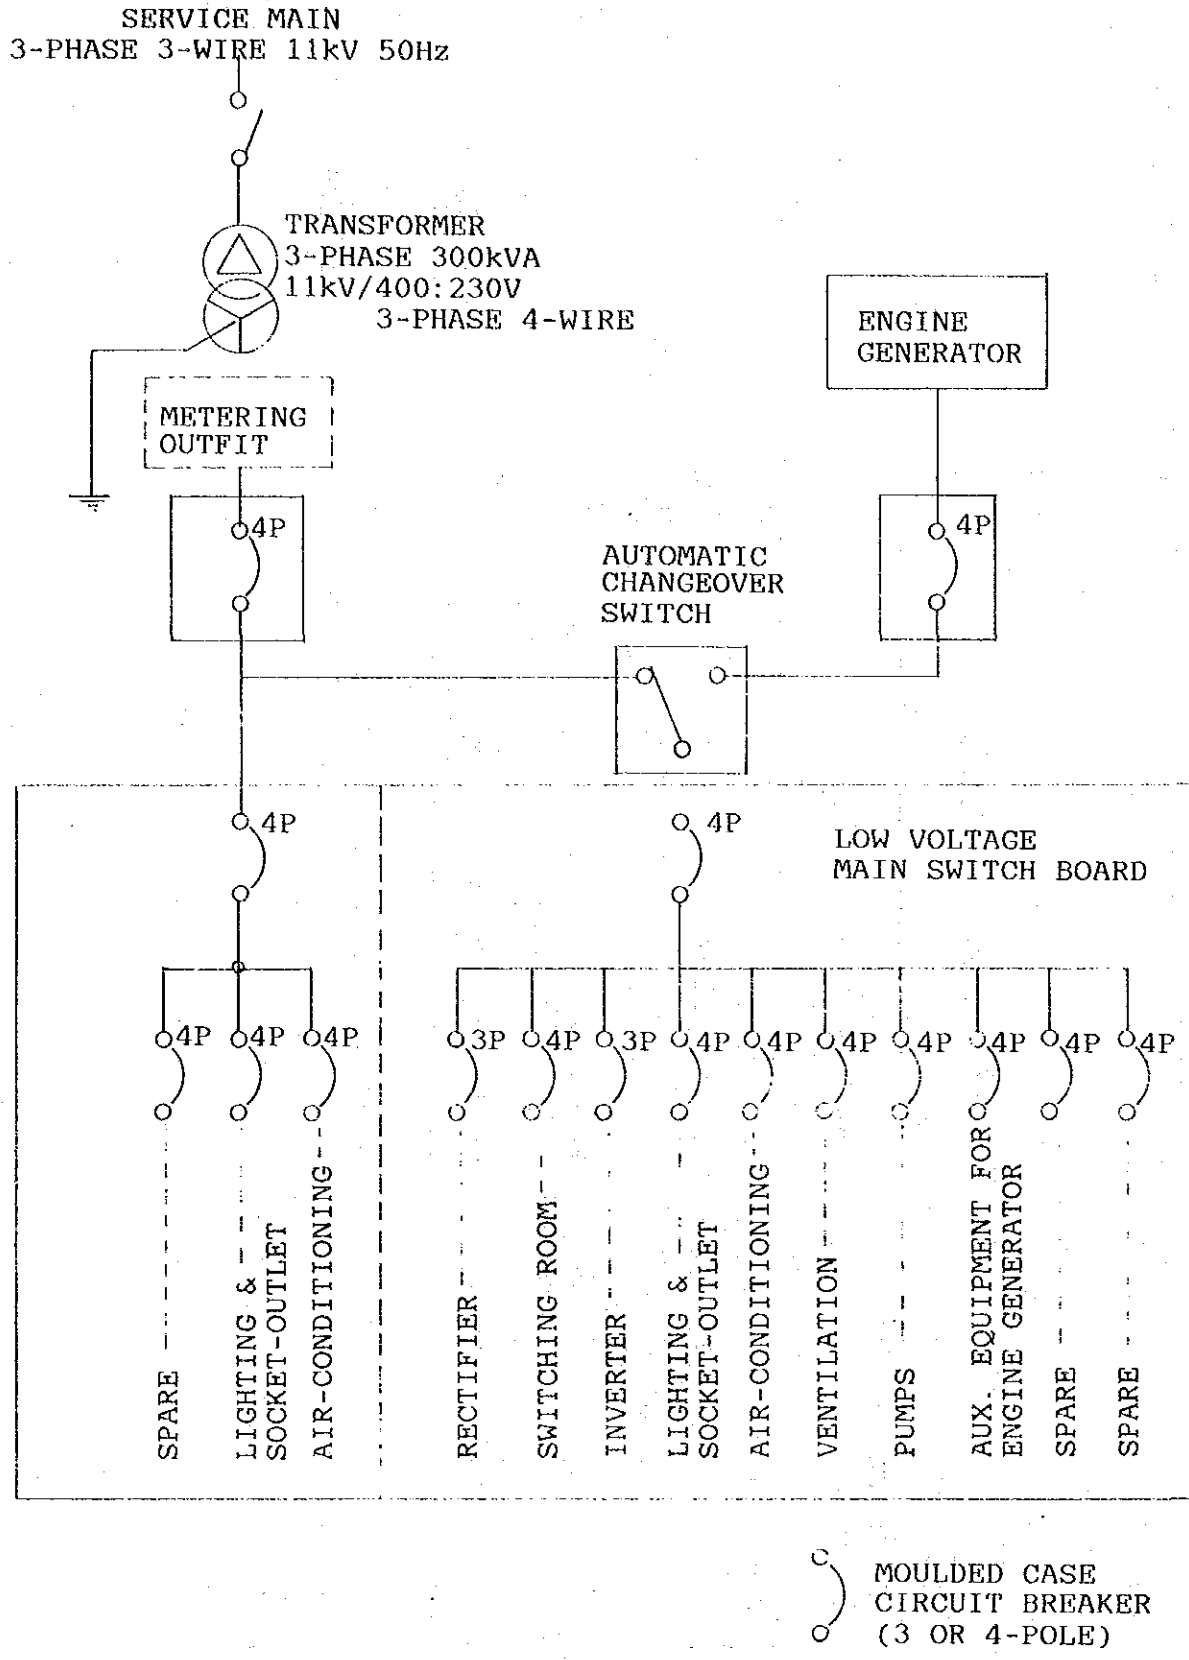 SERVICE MAIN
3-PHASE 3-WIRE 11kV 50Hz
TRANSFORMER
3-PHASE 300kVA
11kV/400:230V
3-PHASE 4-WIRE
ENGINE
GENERATOR
METERING
OUTFIT
4P
4P
AUTOMATIC
CHANGEOVER
SWITCH
4P
4P
LOW VOLTAGE
MAIN SWITCH BOARD
4P
4P
4P
3P
4P
3P
4P
4P
4P
4P
4P
4P
4P
SPARE
LIGHTING &
SOCKET-OUTLET
AIR-CONDITIONING
RECTIFIER
SWITCHING ROOM
INVERTER
LIGHTING &
SOCKET-OUTLET
AIR-CONDITIONING
VENTILATION
PUMPS
AUX. EQUIPMENT FOR
ENGINE GENERATOR
SPARE
SPARE
MOULDED CASE
CIRCUIT BREAKER
(3 OR 4-POLE)